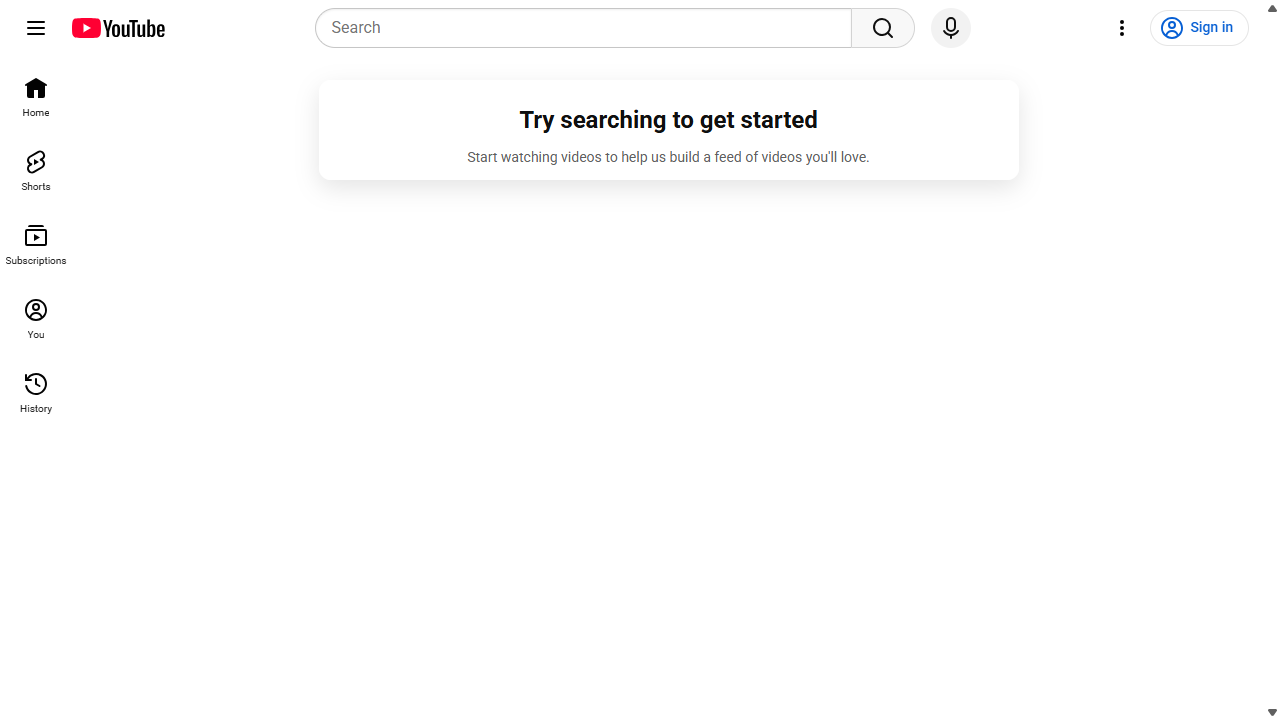 YouTube
Search
Sign in
Home
Shorts
Subscriptions
You
History
Try searching to get started
Start watching videos to help us build a feed of videos you'll love.